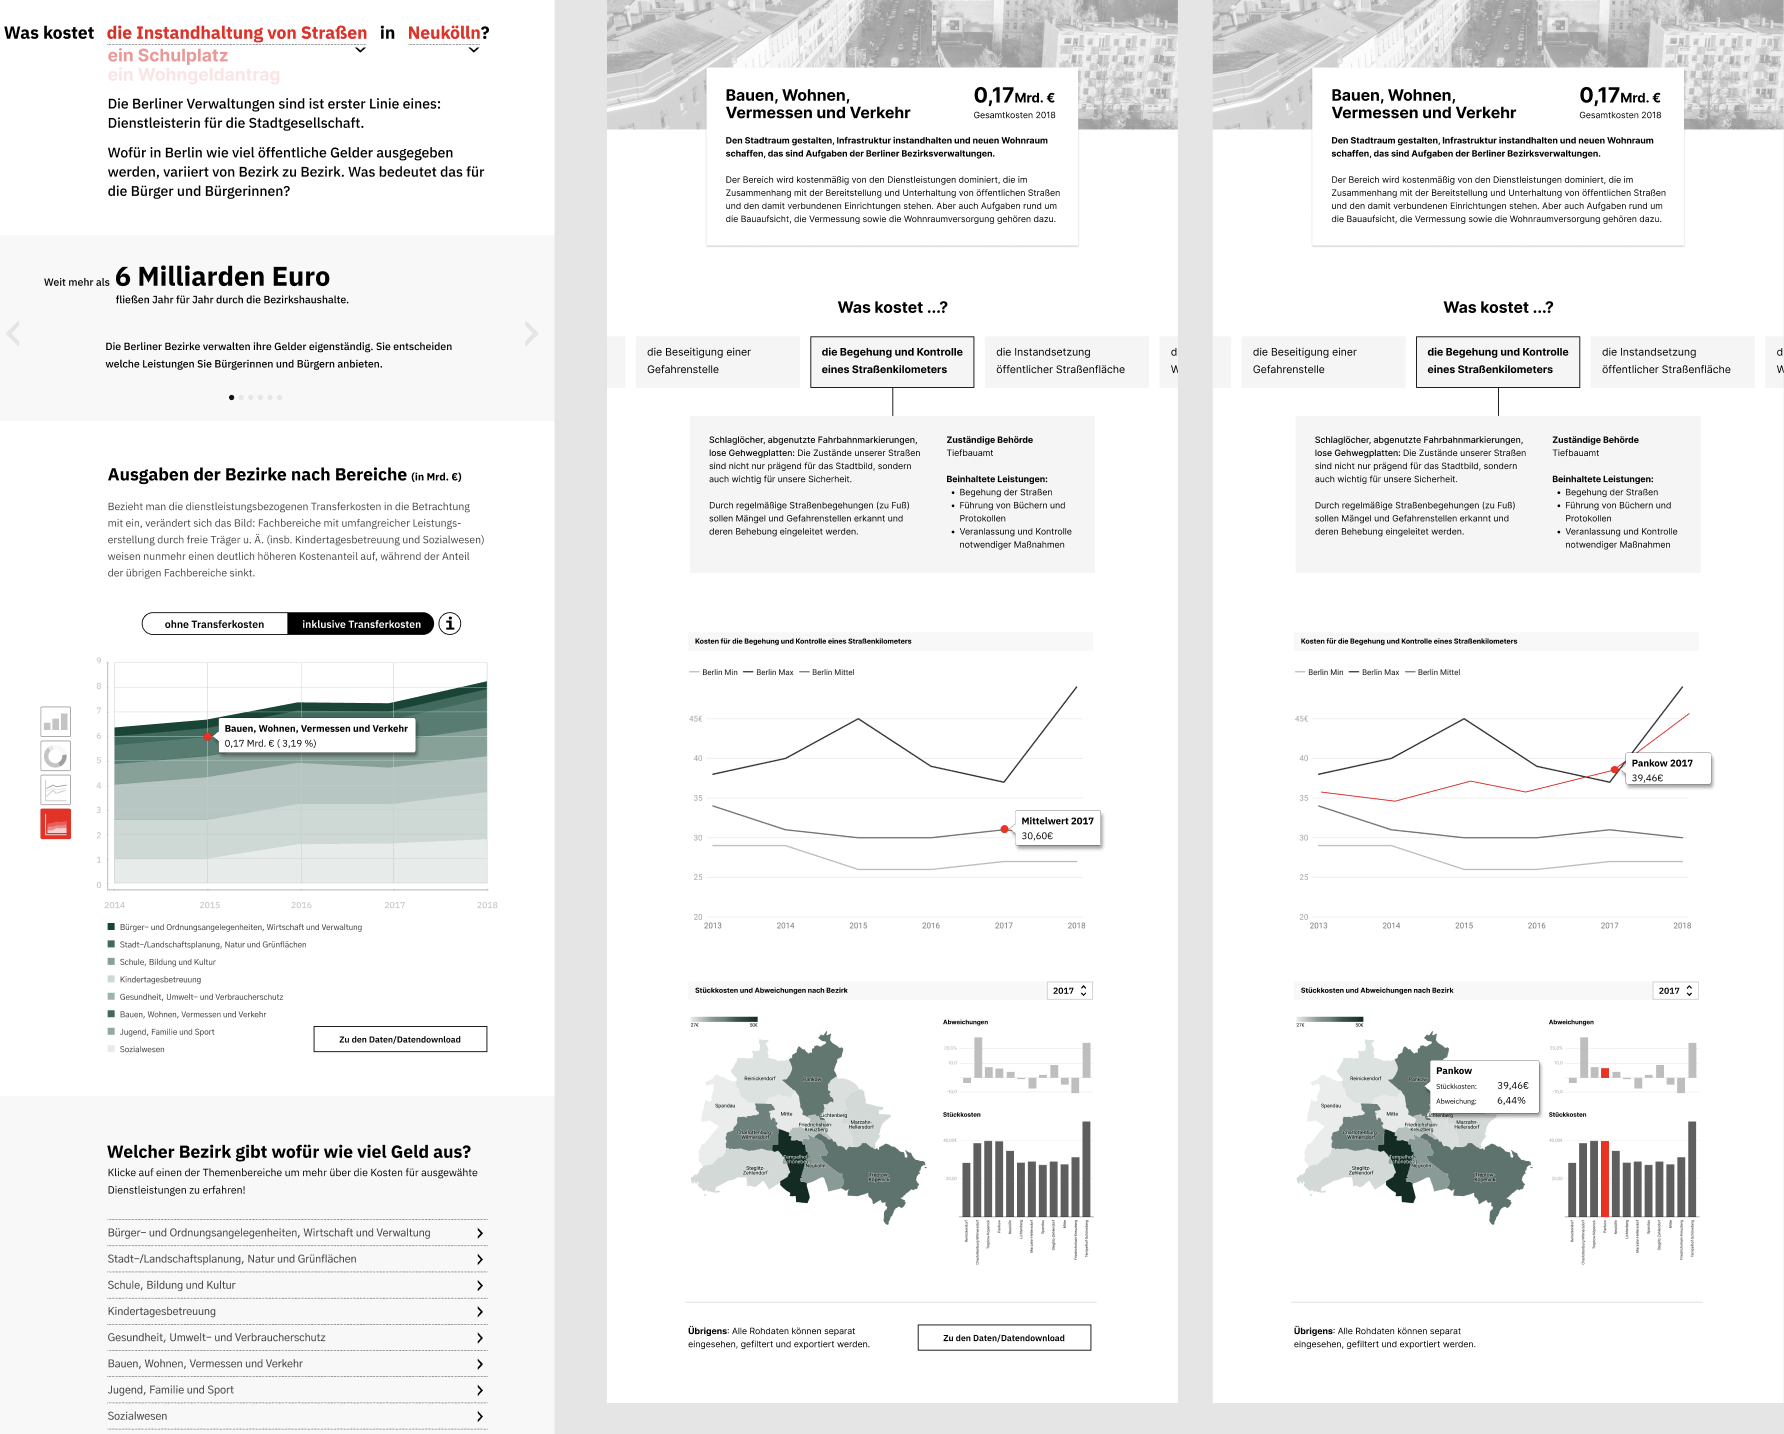 Was kostet die Instandhaltung von Straßen in Neukölln?
ein Schulplatz
ein Wohngeldantrag
Die Berliner Verwaltungen sind ist erster Linie eines:
Dienstleisterin für die Stadtgesellschaft.
Wofür in Berlin wie viel öffentliche Gelder ausgegeben
werden, variiert von Bezirk zu Bezirk. Was bedeutet das für
die Bürger und Bürgerinnen?
Weit mehr als 6 Milliarden Euro
fließen Jahr für Jahr durch die Bezirkshaushalte.
Die Berliner Bezirke verwalten ihre Gelder eigenständig. Sie entscheiden
welche Leistungen Sie Bürgerinnen und Bürgern anbieten.
Ausgaben der Bezirke nach Bereiche (in Mrd. €)
Bezieht man die dienstleistungsbezogenen Transferkosten in die Betrachtung
mit ein, verändert sich das Bild: Fachbereiche mit umfangreicher Leistungs-
erstellung durch freie Träger u. Ä. (insb. Kindertagesbetreuung und Sozialwesen)
weisen nunmehr einen deutlich höheren Kostenanteil auf, während der Anteil
der übrigen Fachbereiche sinkt.
ohne Transferkosten inklusive Transferkosten i
9
8
7
6
5
4
3
2
1
0
Bauen, Wohnen, Vermessen und Verkehr
0,17 Mrd. € ( 3,19 %)
2014 2015 2016 2017 2018
Bürger- und Ordnungsangelegenheiten, Wirtschaft und Verwaltung
Stadt-/Landschaftsplanung, Natur und Grünflächen
Schule, Bildung und Kultur
Kindertagesbetreuung
Gesundheit, Umwelt- und Verbraucherschutz
Bauen, Wohnen, Vermessen und Verkehr
Jugend, Familie und Sport
Sozialwesen
Zu den Daten/Datendownload
Welcher Bezirk gibt wofür wie viel Geld aus?
Klicke auf einen der Themenbereiche um mehr über die Kosten für ausgewähte
Dienstleistungen zu erfahren!
Bürger- und Ordnungsangelegenheiten, Wirtschaft und Verwaltung
Stadt-/Landschaftsplanung, Natur und Grünflächen
Schule, Bildung und Kultur
Kindertagesbetreuung
Gesundheit, Umwelt- und Verbraucherschutz
Bauen, Wohnen, Vermessen und Verkehr
Jugend, Familie und Sport
Sozialwesen
Bauen, Wohnen,
Vermessen und Verkehr
0,17 Mrd. €
Gesamtkosten 2018
Den Stadtraum gestalten, Infrastruktur instandhalten und neuen Wohnraum
schaffen, das sind Aufgaben der Berliner Bezirksverwaltungen.
Der Bereich wird kostenmäßig von den Dienstleistungen dominiert, die im
Zusammenhang mit der Bereitstellung und Unterhaltung von öffentlichen Straßen
und den damit verbundenen Einrichtungen stehen. Aber auch Aufgaben rund um
die Bauaufsicht, die Vermessung sowie die Wohnraumversorgung gehören dazu.
Was kostet ...?
die Beseitigung einer
Gefahrenstelle
die Begehung und Kontrolle
eines Straßenkilometers
die Instandsetzung
öffentlicher Straßenfläche
d
W
Schlaglöcher, abgenutzte Fahrbahnmarkierungen,
lose Gehwegplatten: Die Zustände unserer Straßen
sind nicht nur prägend für das Stadtbild, sondern
auch wichtig für unsere Sicherheit.
Durch regelmäßige Straßenbegehungen (zu Fuß)
sollen Mängel und Gefahrenstellen erkannt und
deren Behebung eingeleitet werden.
Zuständige Behörde
Tiefbauamt
Beinhaltete Leistungen:
• Begehung der Straßen
• Führung von Büchern und
Protokollen
• Veranlassung und Kontrolle
notwendiger Maßnahmen
Kosten für die Begehung und Kontrolle eines Straßenkilometers
Berlin Min Berlin Max Berlin Mittel
45€
40
35
30
25
20
Mittelwert 2017
30,60€
2013 2014 2015 2016 2017 2018
Stückkosten und Abweichungen nach Bezirk
2017
27€ 50€
Reinickendorf
Pankow
Spandau
Mitte
Lichtenberg
Friedrichshain-
Kreuzberg
Marzahn-
Hellersdorf
Charlottenburg
Wilmersdorf
Tempelhof
Schöneberg
Neukölln
Steglitz-
Zehlendorf
Abweichungen
Stückkosten
Übrigens: Alle Rohdaten können separat
eingesehen, gefiltert und exportiert werden.
Zu den Daten/Datendownload
Bauen, Wohnen,
Vermessen und Verkehr
0,17 Mrd. €
Gesamtkosten 2018
Den Stadtraum gestalten, Infrastruktur instandhalten und neuen Wohnraum
schaffen, das sind Aufgaben der Berliner Bezirksverwaltungen.
Der Bereich wird kostenmäßig von den Dienstleistungen dominiert, die im
Zusammenhang mit der Bereitstellung und Unterhaltung von öffentlichen Straßen
und den damit verbundenen Einrichtungen stehen. Aber auch Aufgaben rund um
die Bauaufsicht, die Vermessung sowie die Wohnraumversorgung gehören dazu.
Was kostet ...?
die Beseitigung einer
Gefahrenstelle
die Begehung und Kontrolle
eines Straßenkilometers
die Instandsetzung
öffentlicher Straßenfläche
d
W
Schlaglöcher, abgenutzte Fahrbahnmarkierungen,
lose Gehwegplatten: Die Zustände unserer Straßen
sind nicht nur prägend für das Stadtbild, sondern
auch wichtig für unsere Sicherheit.
Durch regelmäßige Straßenbegehungen (zu Fuß)
sollen Mängel und Gefahrenstellen erkannt und
deren Behebung eingeleitet werden.
Zuständige Behörde
Tiefbauamt
Beinhaltete Leistungen:
• Begehung der Straßen
• Führung von Büchern und
Protokollen
• Veranlassung und Kontrolle
notwendiger Maßnahmen
Kosten für die Begehung und Kontrolle eines Straßenkilometers
Berlin Min Berlin Max Berlin Mittel
45€
40
35
30
25
20
Pankow 2017
39,46€
2013 2014 2015 2016 2017 2018
Stückkosten und Abweichungen nach Bezirk
2017
27€ 50€
Reinickendorf
Pankow
Stückkosten: 39,46€
Abweichung: 6,44%
Spandau
Mitte
Friedrichshain-
Kreuzberg
Marzahn-
Hellersdorf
Charlottenburg
Wilmersdorf
Tempelhof
Schöneberg
Neukölln
Steglitz-
Zehlendorf
Abweichungen
Stückkosten
Übrigens: Alle Rohdaten können separat
eingesehen, gefiltert und exportiert werden.